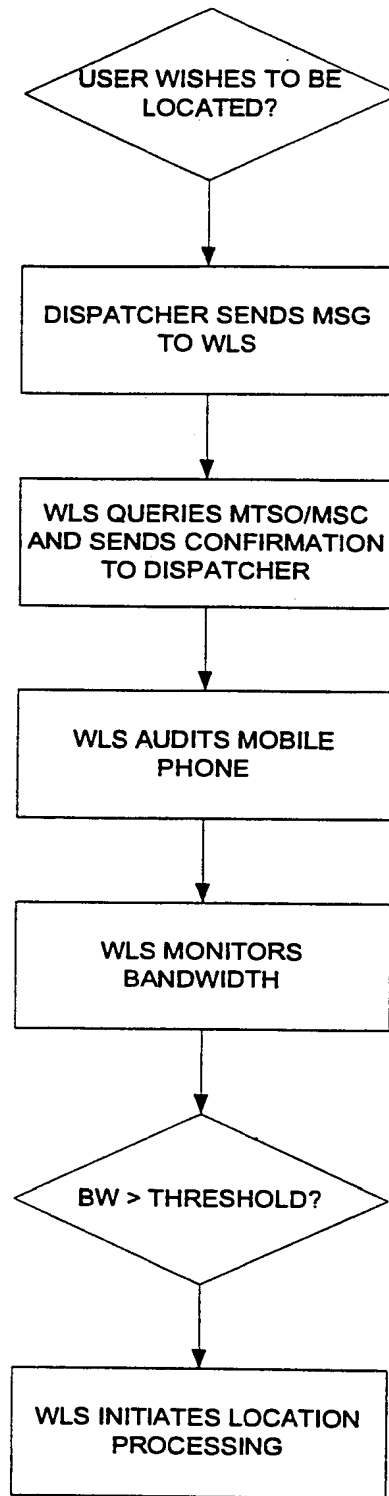 USER WISHES TO BE
LOCATED?
DISPATCHER SENDS MSG
TO WLS
WLS QUERIES MTSO/MSC
AND SENDS CONFIRMATION
TO DISPATCHER
WLS AUDITS MOBILE
PHONE
WLS MONITORS
BANDWIDTH
BW > THRESHOLD?
WLS INITIATES LOCATION
PROCESSING